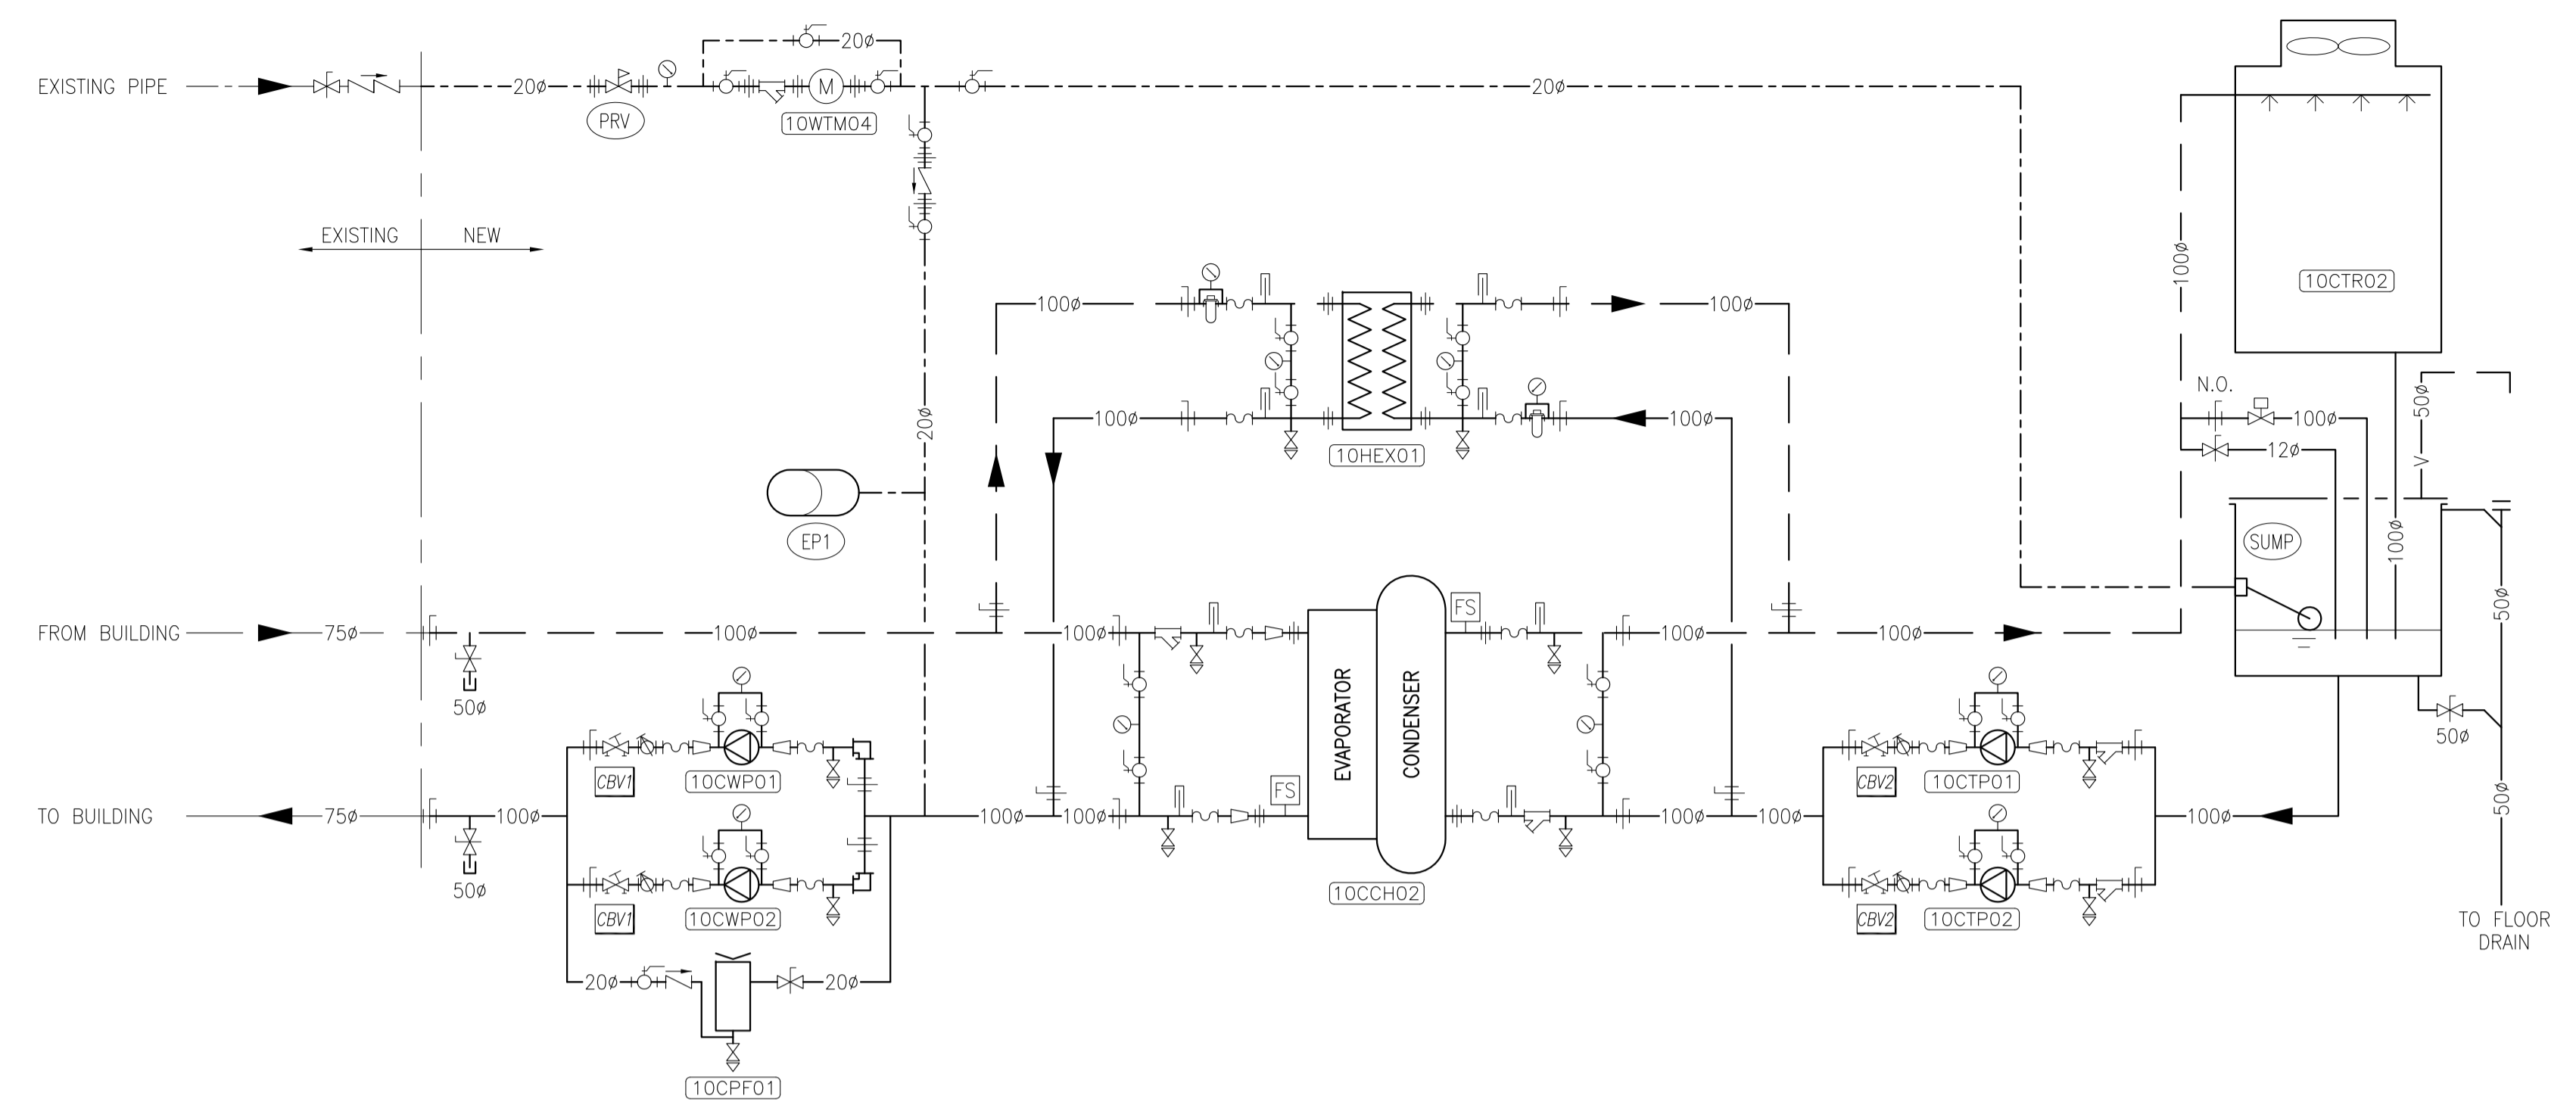 20ø
EXISTING PIPE
20ø
M
20ø
PRV
10WTM04
EXISTING
NEW
100ø
10CTR02
100ø
100ø
N.O.
50ø
100ø
100ø
100ø
20ø
12ø
10HEX01
V
EP1
SUMP
100ø
FS
50ø
FROM BUILDING
75ø
100ø
100ø
100ø
100ø
50ø
EVAPORATOR
CONDENSER
50ø
CBV1
10CWP01
CBV2
10CTP01
FS
50ø
TO BUILDING
75ø
100ø
100ø
100ø
100ø
100ø
100ø
50ø
10CCH02
CBV1
10CWP02
CBV2
10CTP02
TO FLOOR
DRAIN
20ø
20ø
10CPF01